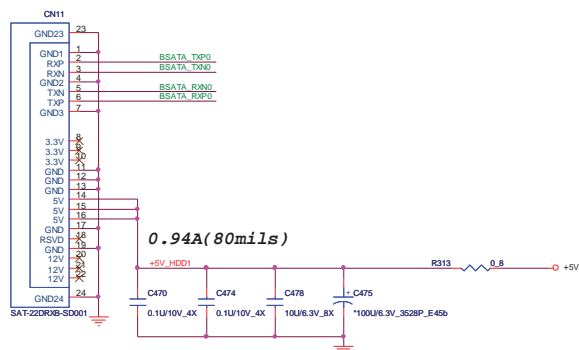 CN11
GND23 23
GND1 1
RXP 2 BSATA_TXP0
RXN 3 BSATA_TXN0
GND2 4
TXN 5 BSATA_RXN0
TXP 6 BSATA_RXP0
GND3 7
3.3V 8
3.3V 9
3.3V 10
GND 11
GND 12
GND 13
5V 14
5V 15
5V 16
GND 17
RSVD 18
GND 19
12V 20
12V 21
12V 22
GND24 24
SAT-22DRXB-SD001
0.94A(80mils)
+5V_HDD1
R313 0_8 +5V
C470
0.1U/10V_4X
C474
0.1U/10V_4X
C478
10U/6.3V_8X
C475
*100U/6.3V_3528P_E45b